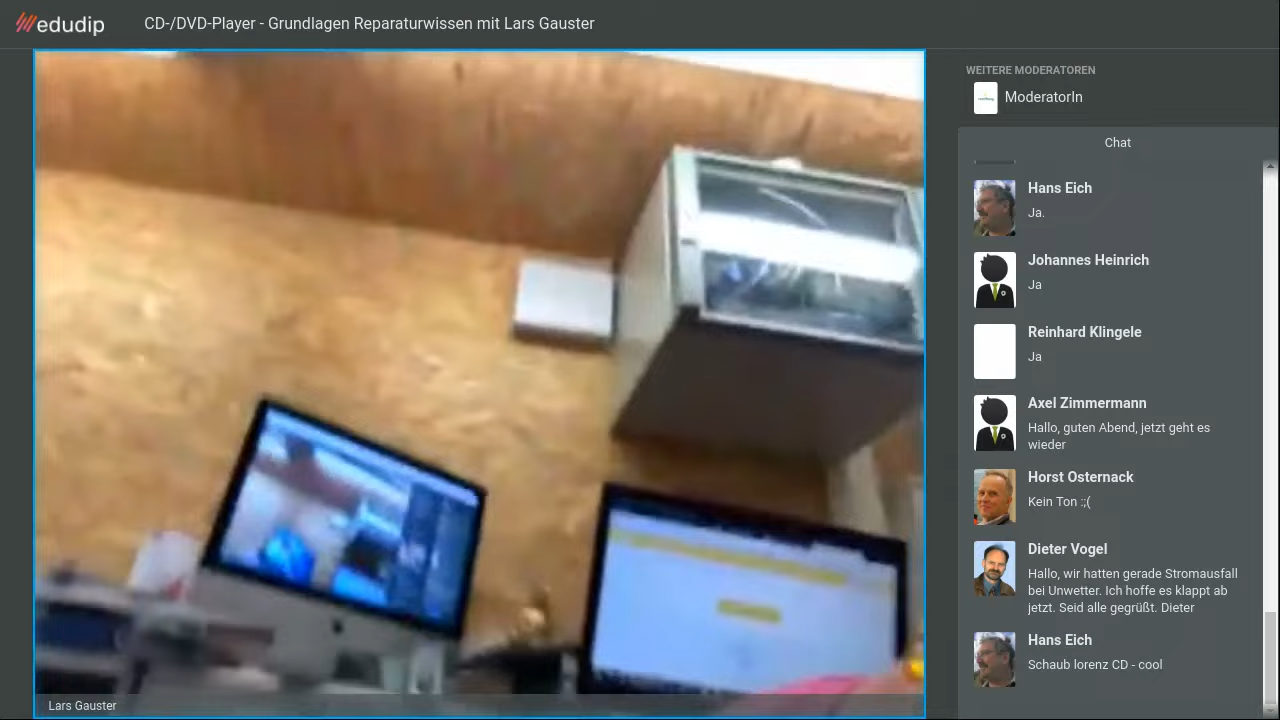 edudip
CD-/DVD-Player - Grundlagen Reparaturwissen mit Lars Gauster
WEITERE MODERATOREN
ModeratorIn
Chat
Hans Eich
Ja.
Johannes Heinrich
Ja
Reinhard Klingele
Ja
Axel Zimmermann
Hallo, guten Abend, jetzt geht es
wieder
Horst Osternack
Kein Ton :;(
Dieter Vogel
Hallo, wir hatten gerade Stromausfall
bei Unwetter. Ich hoffe es klappt ab
jetzt. Seid alle gegrüßt. Dieter
Hans Eich
Schaub lorenz CD - cool
Lars Gauster